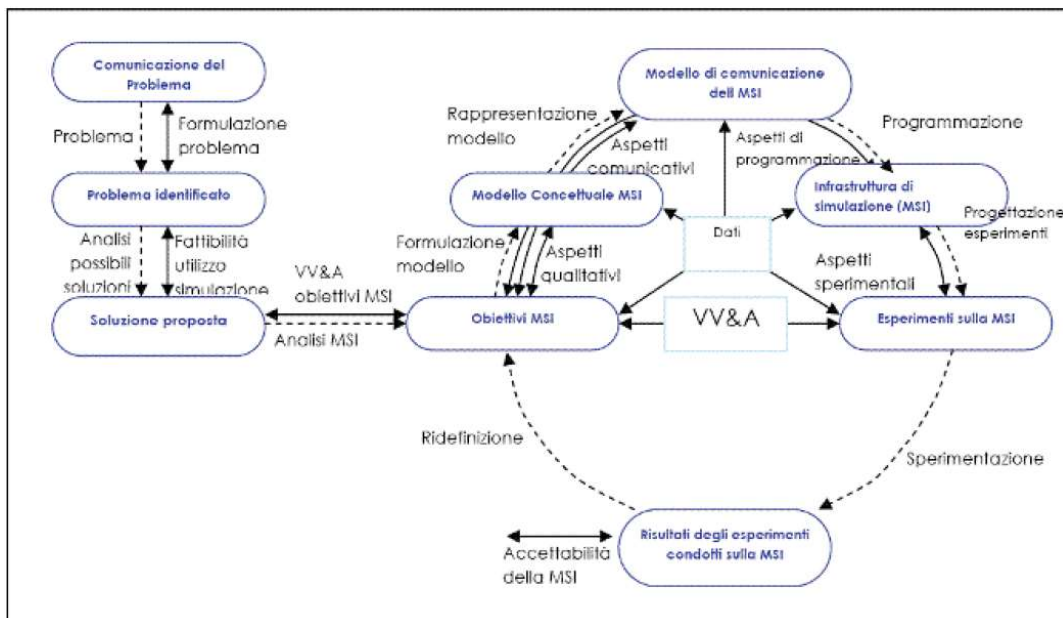 Comunicazione del
Problema
Problema
Formulazione
problema
Problema identificato
Analisi
possibili
soluzioni
Fattibilità
utilizzo
simulazione
Soluzione proposta
VV&A
obiettivi MSI
Analisi MSI
Modello di comunicazione
dell MSI
Rappresentazione
modello
Aspetti
comunicativi
Aspetti di
programmazione
Programmazione
Modello Concettuale MSI
Infrastruttura di
simulazione (MSI)
Progettazione
esperimenti
Dati
Formulazione
modello
Aspetti
qualitativi
Aspetti
sperimentali
Obiettivi MSI
VV&A
Esperimenti sulla MSI
Ridefinizione
Sperimentazione
Risultati degli esperimenti
condotti sulla MSI
Accettabilità
della MSI